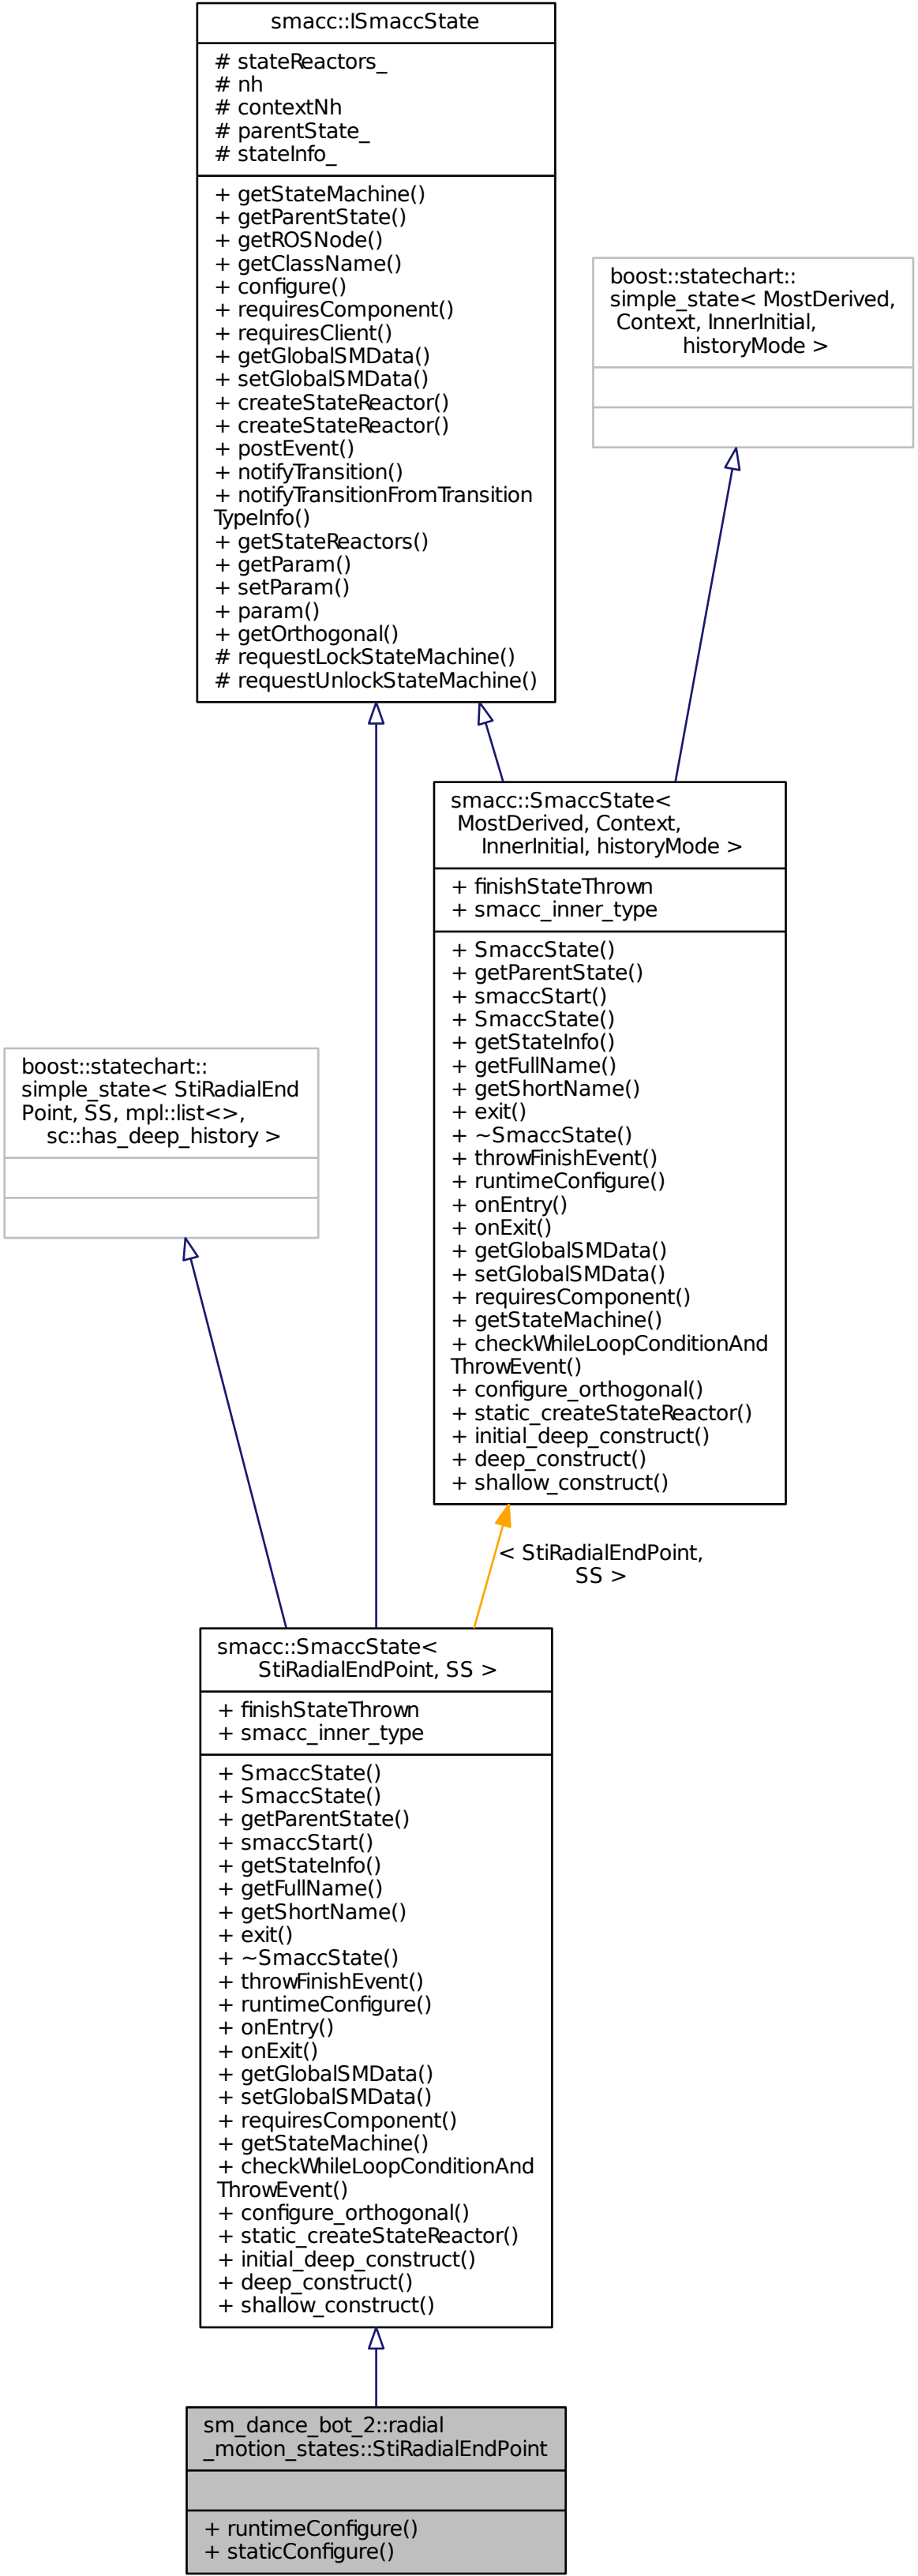 smacc::ISmaccState
# stateReactors_
# nh
# contextNh
# parentState_
# stateInfo_
+ getStateMachine()
+ getParentState()
+ getROSNode()
+ getClassName()
+ configure()
+ requiresComponent()
+ requiresClient()
+ getGlobalSMData()
+ setGlobalSMData()
+ createStateReactor()
+ createStateReactor()
+ postEvent()
+ notifyTransition()
+ notifyTransitionFromTransition
TypeInfo()
+ getStateReactors()
+ getParam()
+ setParam()
+ param()
+ getOrthogonal()
# requestLockStateMachine()
# requestUnlockStateMachine()
boost::statechart::
simple_state< MostDerived,
Context, InnerInitial,
historyMode >
smacc::SmaccState<
MostDerived, Context,
InnerInitial, historyMode >
+ finishStateThrown
+ smacc_inner_type
+ SmaccState()
+ getParentState()
+ smaccStart()
+ SmaccState()
+ getStateInfo()
+ getFullName()
+ getShortName()
+ exit()
+ ~SmaccState()
+ throwFinishEvent()
+ runtimeConfigure()
+ onEntry()
+ onExit()
+ getGlobalSMData()
+ setGlobalSMData()
+ requiresComponent()
+ getStateMachine()
+ checkWhileLoopConditionAnd
ThrowEvent()
+ configure_orthogonal()
+ static_createStateReactor()
+ initial_deep_construct()
+ deep_construct()
+ shallow_construct()
boost::statechart::
simple_state< StiRadialEnd
Point, SS, mpl::list<>,
sc::has_deep_history >
< StiRadialEndPoint,
SS >
smacc::SmaccState<
StiRadialEndPoint, SS >
+ finishStateThrown
+ smacc_inner_type
+ SmaccState()
+ SmaccState()
+ getParentState()
+ smaccStart()
+ getStateInfo()
+ getFullName()
+ getShortName()
+ exit()
+ ~SmaccState()
+ throwFinishEvent()
+ runtimeConfigure()
+ onEntry()
+ onExit()
+ getGlobalSMData()
+ setGlobalSMData()
+ requiresComponent()
+ getStateMachine()
+ checkWhileLoopConditionAnd
ThrowEvent()
+ configure_orthogonal()
+ static_createStateReactor()
+ initial_deep_construct()
+ deep_construct()
+ shallow_construct()
sm_dance_bot_2::radial
_motion_states::StiRadialEndPoint
+ runtimeConfigure()
+ staticConfigure()